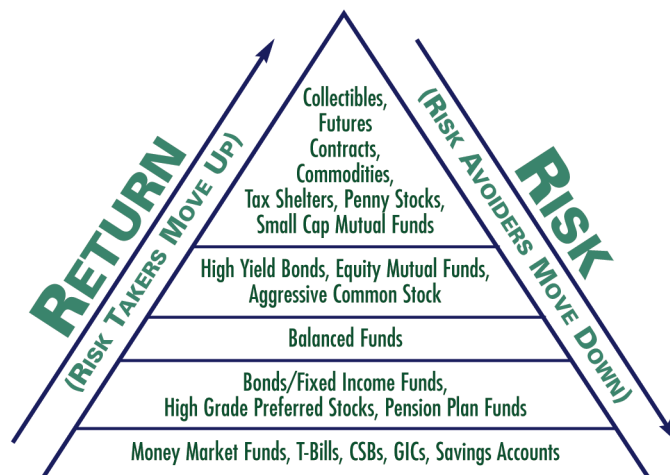 RETURN
(RISK TAKERS MOVE UP)
RISK
(RISK AVOIDERS MOVE DOWN)
Collectibles,
Futures
Contracts,
Commodities,
Tax Shelters, Penny Stocks,
Small Cap Mutual Funds
High Yield Bonds, Equity Mutual Funds,
Aggressive Common Stock
Balanced Funds
Bonds/Fixed Income Funds,
High Grade Preferred Stocks, Pension Plan Funds
Money Market Funds, T-Bills, CSBs, GICs, Savings Accounts